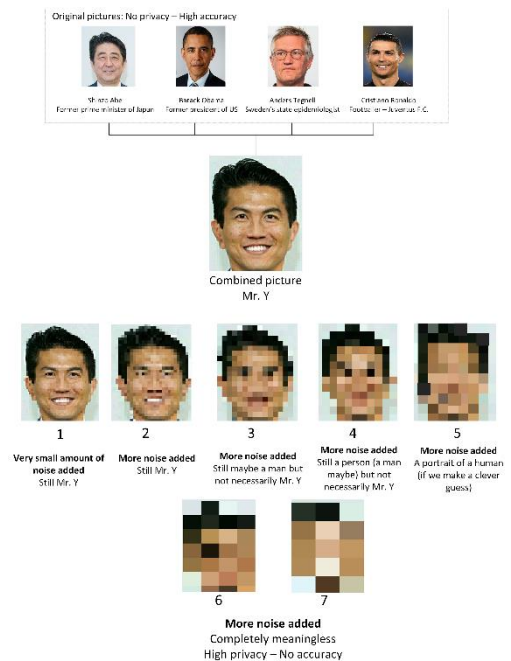 Original pictures: No privacy – High accuracy
Shinzo Abe
Former prime minister of Japan
Barack Obama
Former president of US
Anders Tegnell
Sweden's state epidemiologist
Cristiano Ronaldo
Footballer – Juventus F.C.
Combined picture
Mr. Y
1
2
3
4
5
Very small amount of
noise added
Still Mr. Y
More noise added
Still Mr. Y
More noise added
Still maybe a man but
not necessarily Mr. Y
More noise added
Still a person (a man
maybe) but not
necessarily Mr. Y
More noise added
A portrait of a human
(if we make a clever
guess)
6
7
More noise added
Completely meaningless
High privacy – No accuracy